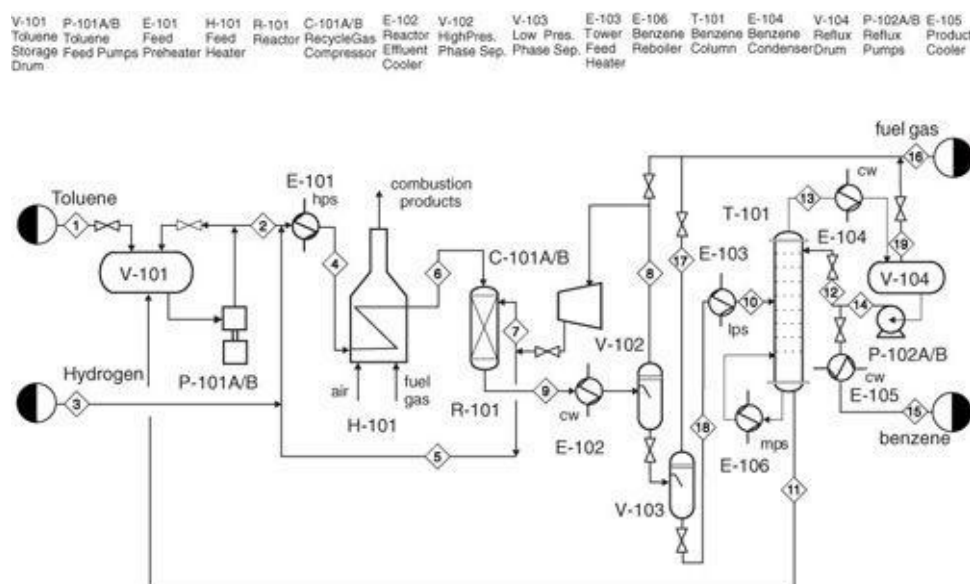 V-101 P-101A/B E-101 H-101 R-101 C-101A/B E-102 V-102 V-103 E-103 E-106 T-101 E-104 V-104 P-102A/B E-105
Toluene Toluene Feed Feed Reactor RecycleGas Reactor HighPres. Low Pres. Tower Benzene Benzene Benzene Reflux Reflux Product
Storage Feed Pumps Preheater Heater Compressor Effluent Phase Sep. Phase Sep. Feed Reboiler Column Condenser Drum Pumps Cooler
Drum Cooler Heater
fuel gas
16
cw
13
T-101
E-104
E-101
hps
combustion
products
Toluene
1
2
4
6
C-101A/B
8
17
E-103
10
lps
12
19
V-104
14
V-101
7
V-102
P-102A/B
P-101A/B
Hydrogen
3
air
fuel
gas
H-101
R-101
9
cw
E-102
18
mps
E-106
cw
E-105
15
benzene
5
V-103
11